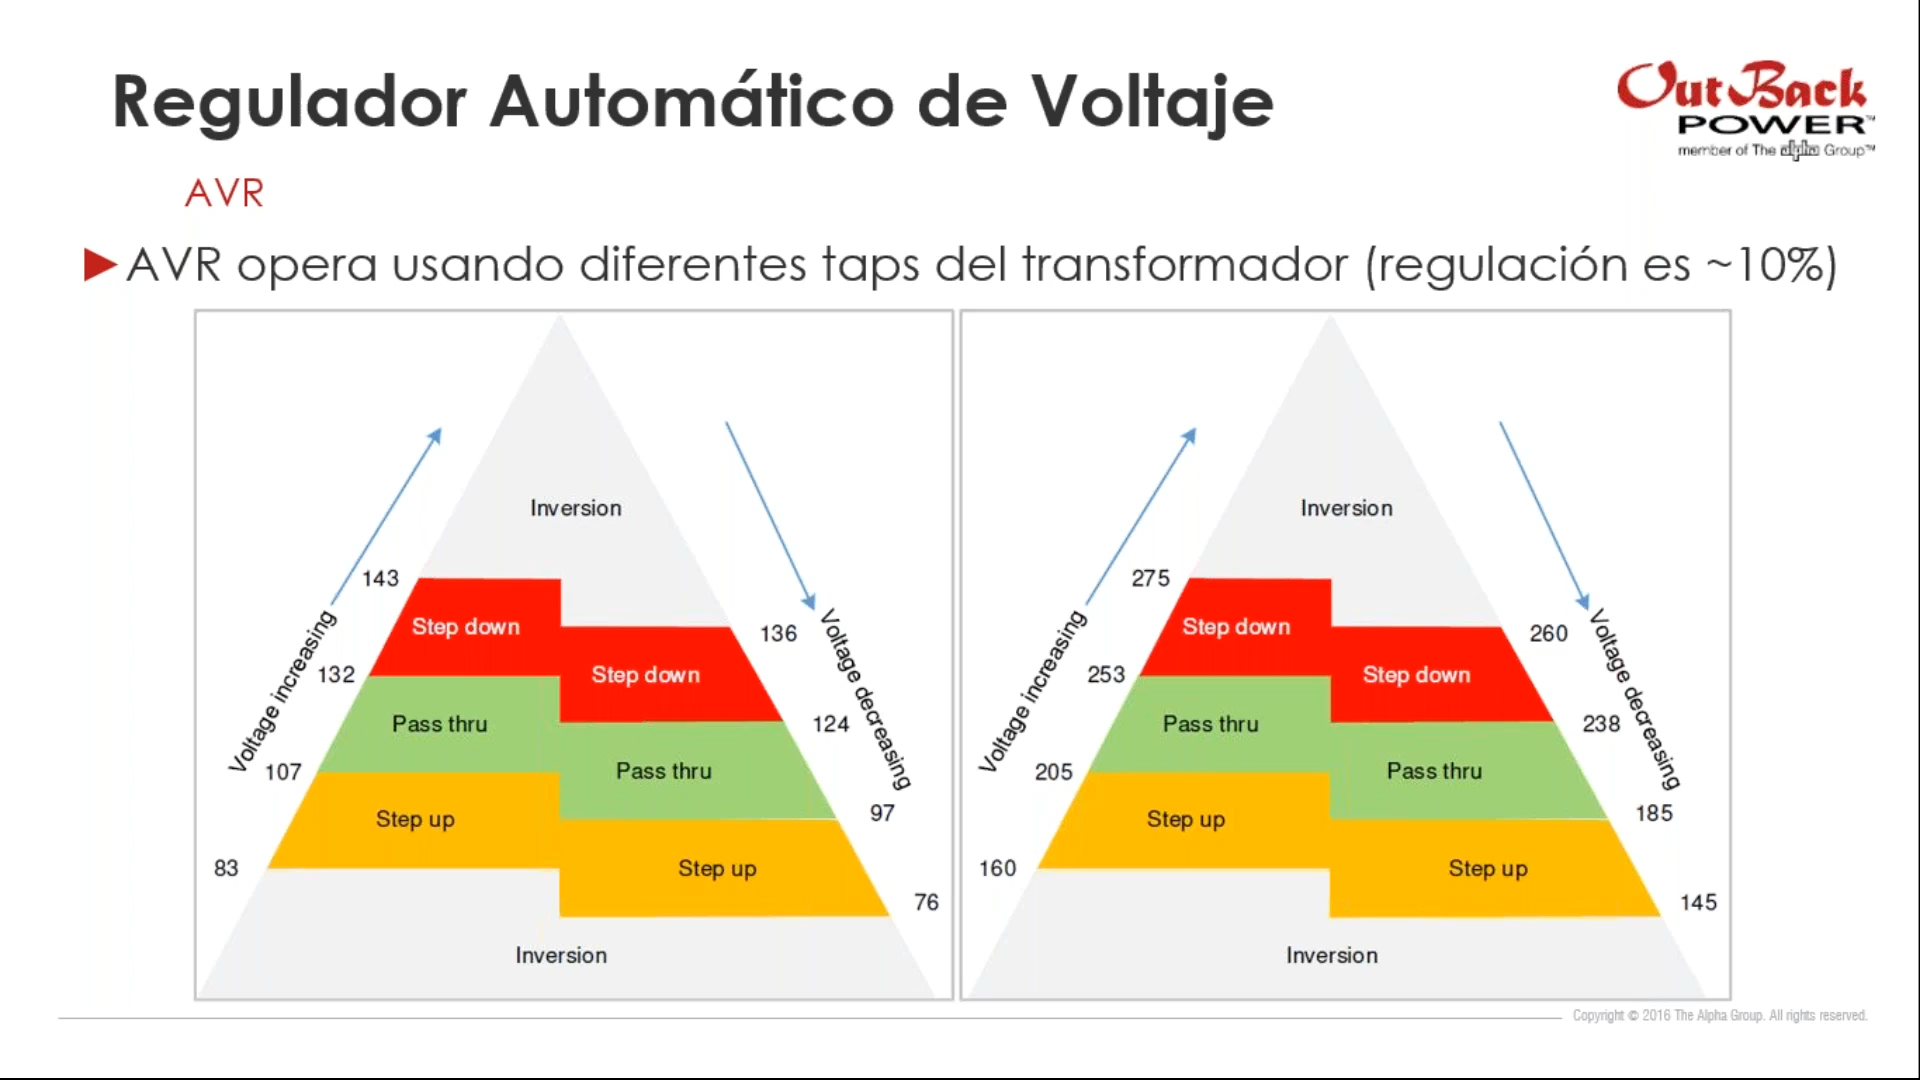 Regulador Automático de Voltaje
OutBack
POWER™
member of The alpha Group™
AVR
AVR opera usando diferentes taps del transformador (regulación es ~10%)
Inversion
143
Step down
136
132
Step down
Pass thru
124
107
Pass thru
Step up
97
83
Step up
76
Inversion
Voltage increasing
Voltage decreasing
Inversion
275
Step down
260
253
Step down
Pass thru
238
205
Pass thru
Step up
185
160
Step up
145
Inversion
Voltage increasing
Voltage decreasing
Copyright © 2016 The Alpha Group. All rights reserved.